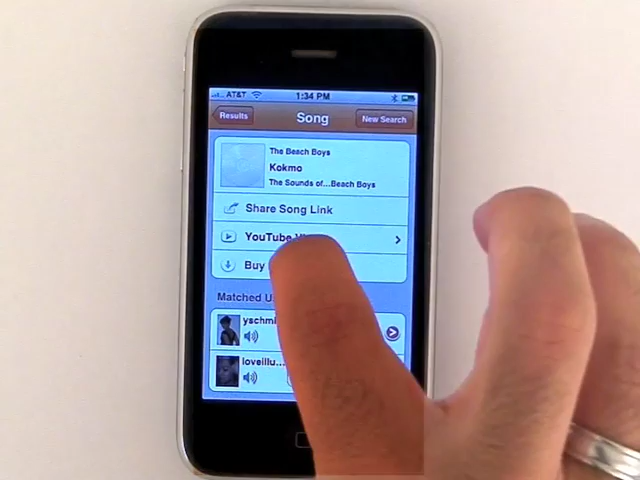 AT&T 1:34 PM
Results Song New Search
The Beach Boys
Kokmo
The Sounds of...Beach Boys
Share Song Link
YouTube
Buy
Matched
yschmi
loveillu...